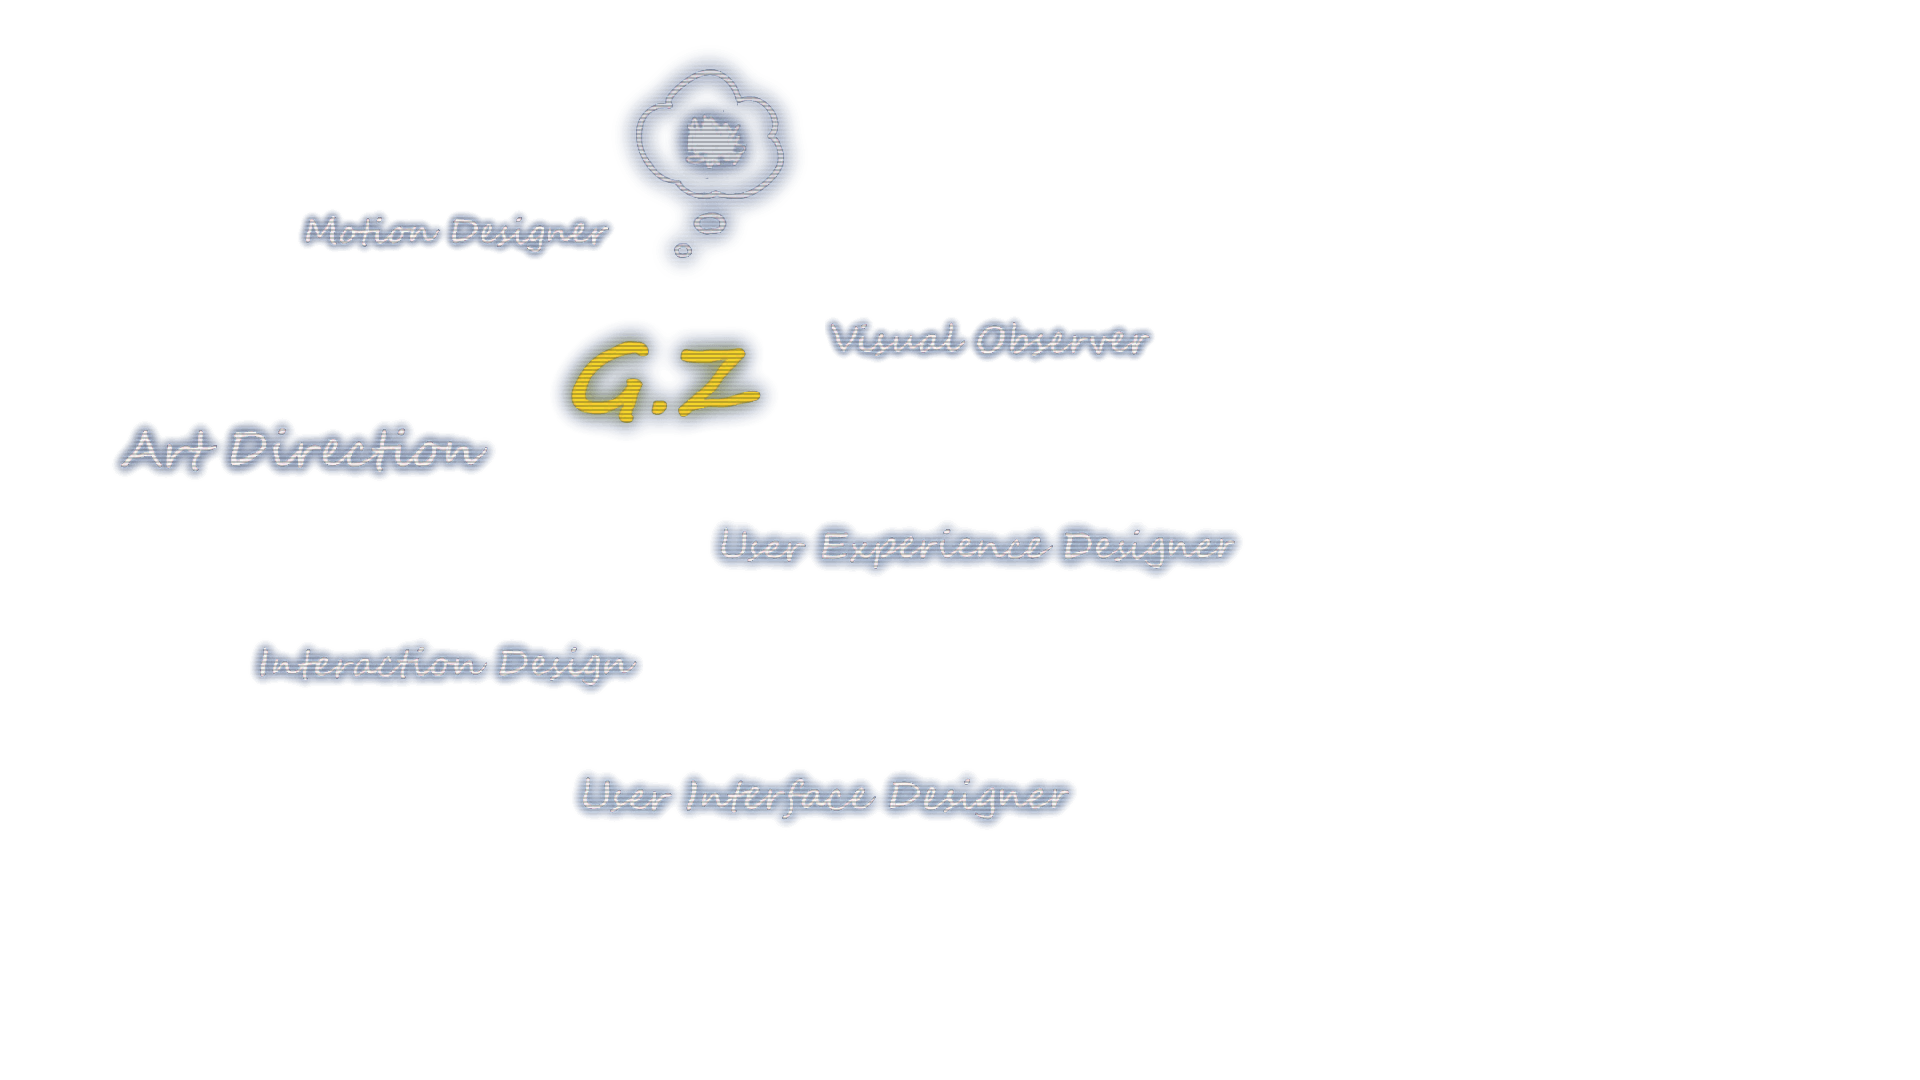 Motion Designer
Visual Observer
G.Z
Art Direction
User Experience Designer
Interaction Design
User Interface Designer